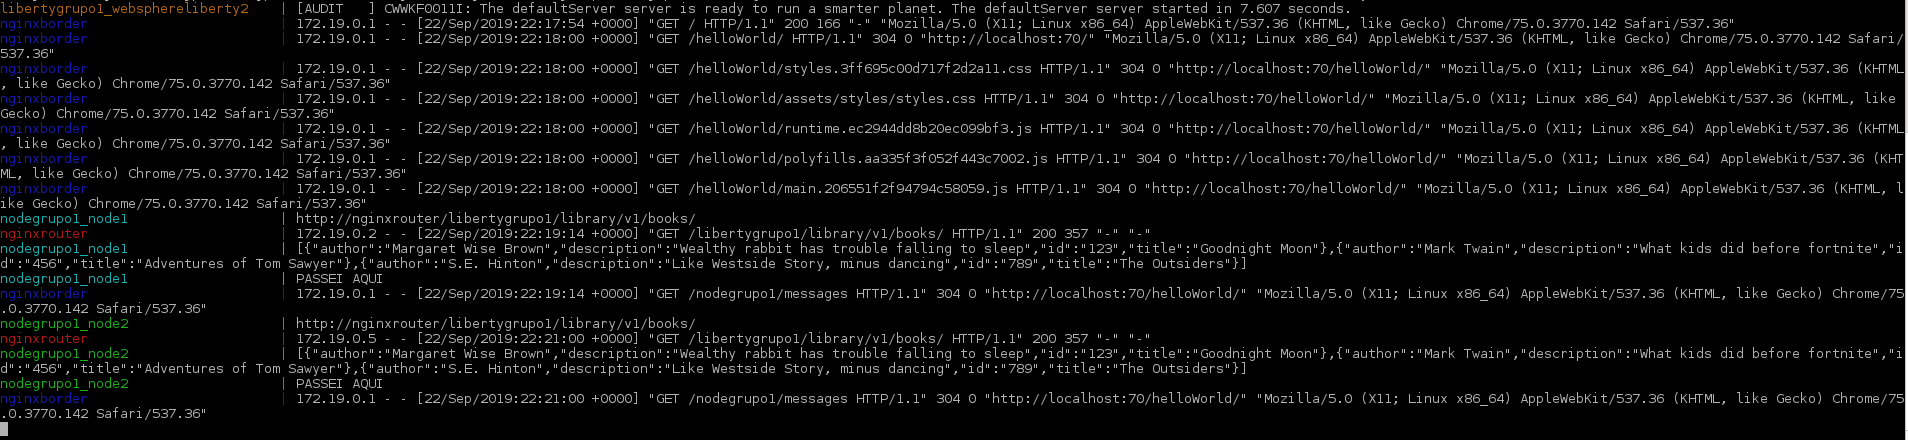 libertygrupo1_websphereliberty2    | [AUDIT   ] CWWKF0011I: The defaultServer server is ready to run a smarter planet. The defaultServer server started in 7.607 seconds.
nginxborder                        | 172.19.0.1 - - [22/Sep/2019:22:17:54 +0000] "GET / HTTP/1.1" 200 166 "-" "Mozilla/5.0 (X11; Linux x86_64) AppleWebKit/537.36 (KHTML, like Gecko) Chrome/75.0.3770.142 Safari/537.36"
nginxborder                        | 172.19.0.1 - - [22/Sep/2019:22:18:00 +0000] "GET /helloWorld/ HTTP/1.1" 304 0 "http://localhost:70/" "Mozilla/5.0 (X11; Linux x86_64) AppleWebKit/537.36 (KHTML, like Gecko) Chrome/75.0.3770.142 Safari/
537.36"
nginxborder                        | 172.19.0.1 - - [22/Sep/2019:22:18:00 +0000] "GET /helloWorld/styles.3ff695c00d717f2d2a11.css HTTP/1.1" 304 0 "http://localhost:70/helloWorld/" "Mozilla/5.0 (X11; Linux x86_64) AppleWebKit/537.36 (KHTML
, like Gecko) Chrome/75.0.3770.142 Safari/537.36"
nginxborder                        | 172.19.0.1 - - [22/Sep/2019:22:18:00 +0000] "GET /helloWorld/assets/styles/styles.css HTTP/1.1" 304 0 "http://localhost:70/helloWorld/" "Mozilla/5.0 (X11; Linux x86_64) AppleWebKit/537.36 (KHTML, like
Gecko) Chrome/75.0.3770.142 Safari/537.36"
nginxborder                        | 172.19.0.1 - - [22/Sep/2019:22:18:00 +0000] "GET /helloWorld/runtime.ec2944dd8b20ec099bf3.js HTTP/1.1" 304 0 "http://localhost:70/helloWorld/" "Mozilla/5.0 (X11; Linux x86_64) AppleWebKit/537.36 (KHTML
, like Gecko) Chrome/75.0.3770.142 Safari/537.36"
nginxborder                        | 172.19.0.1 - - [22/Sep/2019:22:18:00 +0000] "GET /helloWorld/polyfills.aa335f3f052f443c7002.js HTTP/1.1" 304 0 "http://localhost:70/helloWorld/" "Mozilla/5.0 (X11; Linux x86_64) AppleWebKit/537.36 (KHT
ML, like Gecko) Chrome/75.0.3770.142 Safari/537.36"
nginxborder                        | 172.19.0.1 - - [22/Sep/2019:22:18:00 +0000] "GET /helloWorld/main.206551f2f94794c58059.js HTTP/1.1" 304 0 "http://localhost:70/helloWorld/" "Mozilla/5.0 (X11; Linux x86_64) AppleWebKit/537.36 (KHTML, l
ike Gecko) Chrome/75.0.3770.142 Safari/537.36"
nodegrupo1_node1                   | http://nginxrouter/libertygrupo1/library/v1/books/
nginxrouter                        | 172.19.0.2 - - [22/Sep/2019:22:19:14 +0000] "GET /libertygrupo1/library/v1/books/ HTTP/1.1" 200 357 "-" "-"
nodegrupo1_node1                   | [{"author":"Margaret Wise Brown","description":"Wealthy rabbit has trouble falling to sleep","id":"123","title":"Goodnight Moon"},{"author":"Mark Twain","description":"What kids did before fortnite","i
d":"456","title":"Adventures of Tom Sawyer"},{"author":"S.E. Hinton","description":"Like Westside Story, minus dancing","id":"789","title":"The Outsiders"}]
nodegrupo1_node1                   | PASSEI AQUI
nginxborder                        | 172.19.0.1 - - [22/Sep/2019:22:19:14 +0000] "GET /nodegrupo1/messages HTTP/1.1" 304 0 "http://localhost:70/helloWorld/" "Mozilla/5.0 (X11; Linux x86_64) AppleWebKit/537.36 (KHTML, like Gecko) Chrome/75
.0.3770.142 Safari/537.36"
nodegrupo1_node2                   | http://nginxrouter/libertygrupo1/library/v1/books/
nginxrouter                        | 172.19.0.5 - - [22/Sep/2019:22:21:00 +0000] "GET /libertygrupo1/library/v1/books/ HTTP/1.1" 200 357 "-" "-"
nodegrupo1_node2                   | [{"author":"Margaret Wise Brown","description":"Wealthy rabbit has trouble falling to sleep","id":"123","title":"Goodnight Moon"},{"author":"Mark Twain","description":"What kids did before fortnite","i
d":"456","title":"Adventures of Tom Sawyer"},{"author":"S.E. Hinton","description":"Like Westside Story, minus dancing","id":"789","title":"The Outsiders"}]
nodegrupo1_node2                   | PASSEI AQUI
nginxborder                        | 172.19.0.1 - - [22/Sep/2019:22:21:00 +0000] "GET /nodegrupo1/messages HTTP/1.1" 304 0 "http://localhost:70/helloWorld/" "Mozilla/5.0 (X11; Linux x86_64) AppleWebKit/537.36 (KHTML, like Gecko) Chrome/75
.0.3770.142 Safari/537.36"